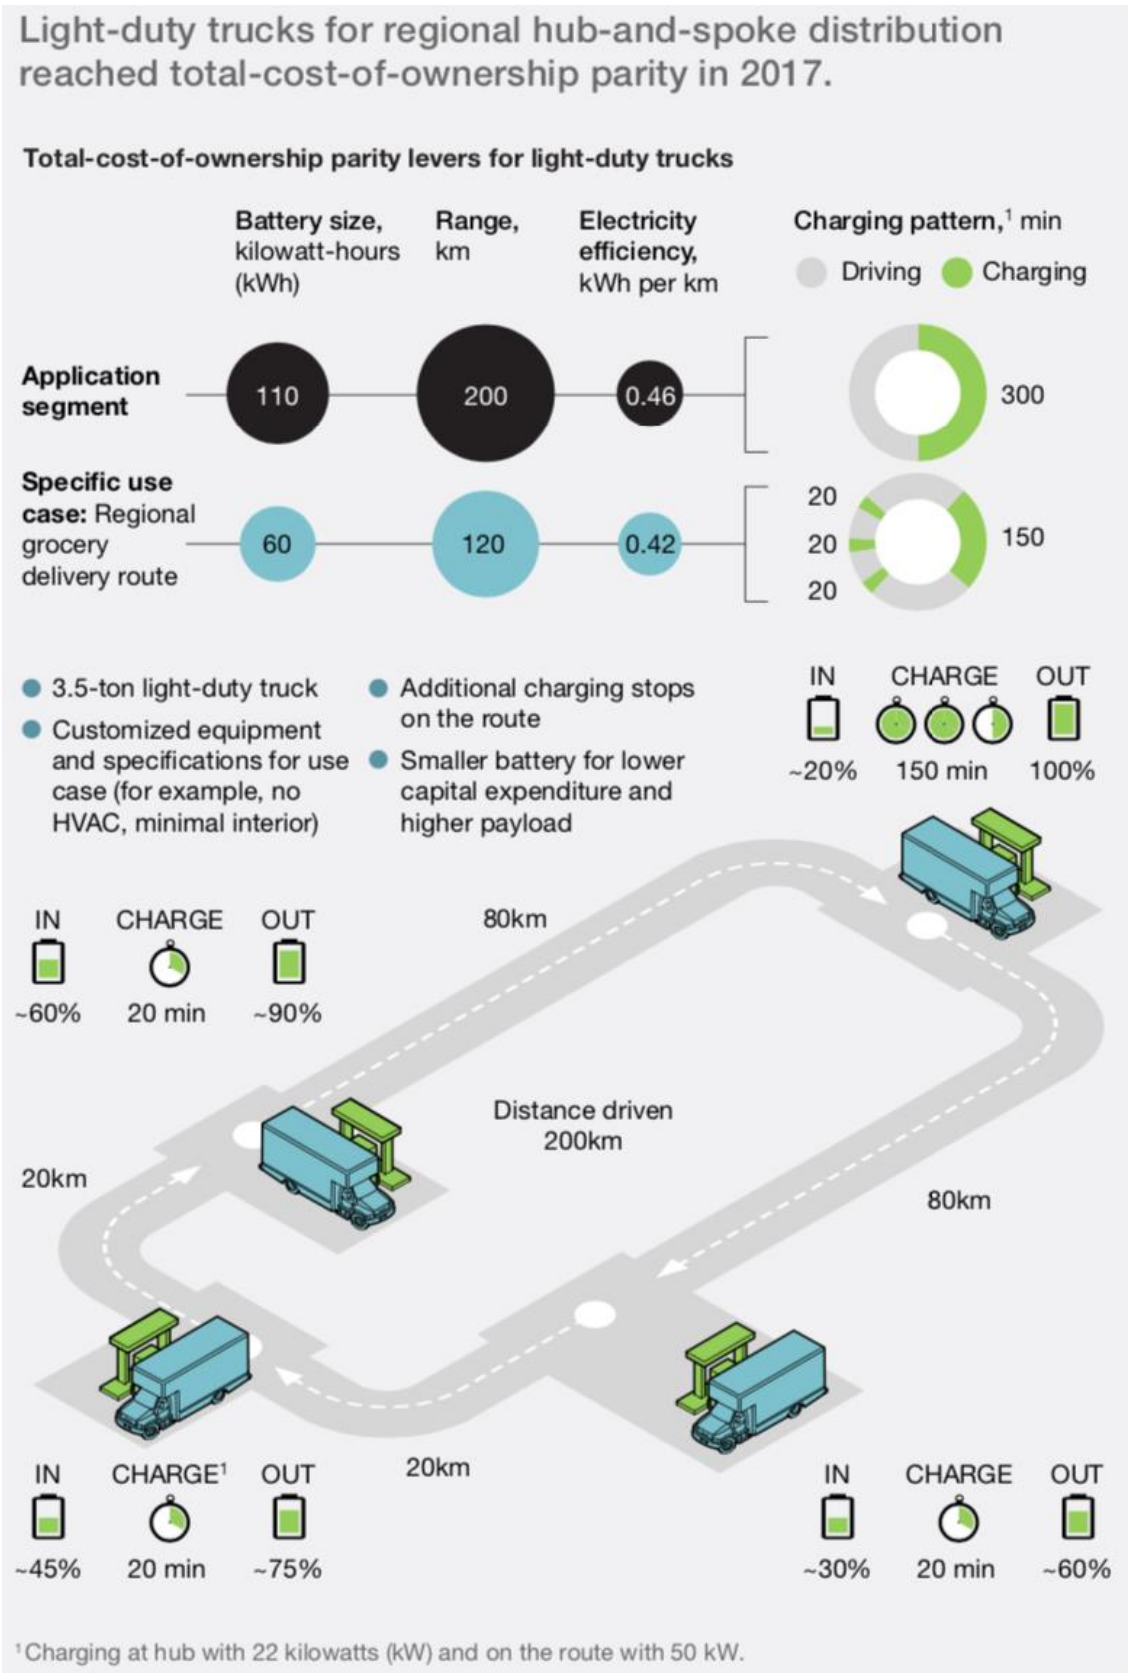 Light-duty trucks for regional hub-and-spoke distribution
reached total-cost-of-ownership parity in 2017.
Total-cost-of-ownership parity levers for light-duty trucks
Battery size,
kilowatt-hours
(kWh)
Range,
km
Electricity
efficiency,
kWh per km
Charging pattern,¹ min
Driving
Charging
Application
segment
110
200
0.46
300
Specific use
case: Regional
grocery
delivery route
60
120
0.42
20
20
20
150
3.5-ton light-duty truck
Customized equipment
and specifications for use
case (for example, no
HVAC, minimal interior)
Additional charging stops
on the route
Smaller battery for lower
capital expenditure and
higher payload
IN CHARGE OUT
~20% 150 min 100%
IN CHARGE OUT
~60% 20 min ~90%
80km
Distance driven
200km
20km
80km
20km
IN CHARGE¹ OUT
~45% 20 min ~75%
IN CHARGE OUT
~30% 20 min ~60%
¹ Charging at hub with 22 kilowatts (kW) and on the route with 50 kW.